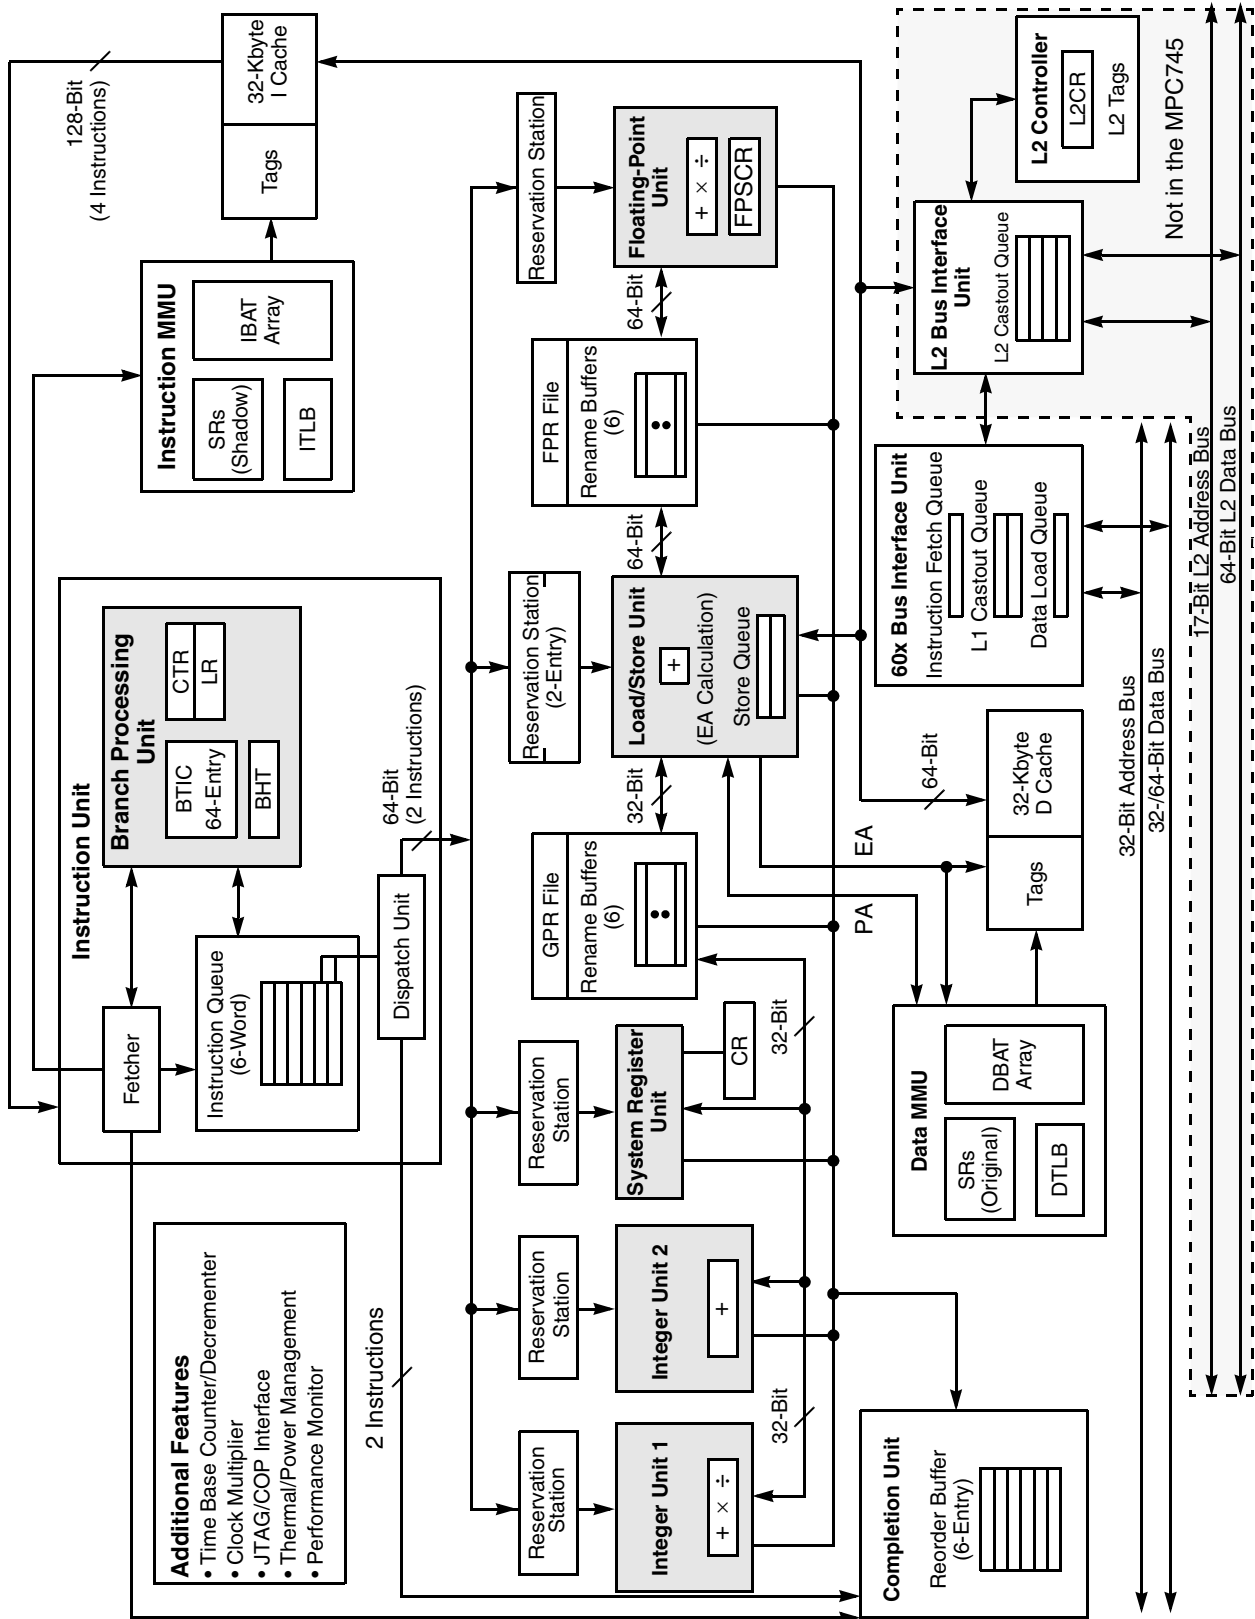 Additional Features
• Time Base Counter/Decrementer
• Clock Multiplier
• JTAG/COP Interface
• Thermal/Power Management
• Performance Monitor
Instruction Unit
Fetcher
Branch Processing
Unit
BTIC
64-Entry
BHT
CTR
LR
Instruction Queue
(6-Word)
Dispatch Unit
64-Bit
(2 Instructions)
2 Instructions
Instruction MMU
SRs
(Shadow)
ITLB
IBAT
Array
128-Bit
(4 Instructions)
Tags
32-Kbyte
I Cache
Reservation
Station
Reservation
Station
Reservation
Station
Reservation Station
(2-Entry)
Reservation Station
Integer Unit 1
+ × ÷
Integer Unit 2
+
System Register
Unit
CR
32-Bit
32-Bit
GPR File
Rename Buffers
(6)
32-Bit
Load/Store Unit
+
(EA Calculation)
Store Queue
64-Bit
FPR File
Rename Buffers
(6)
64-Bit
Floating-Point
Unit
+ × ÷
FPSCR
PA
EA
64-Bit
Completion Unit
Reorder Buffer
(6-Entry)
Data MMU
SRs
(Original)
DTLB
DBAT
Array
Tags
32-Kbyte
D Cache
60x Bus Interface Unit
Instruction Fetch Queue
L1 Castout Queue
Data Load Queue
L2 Bus Interface
Unit
L2 Castout Queue
L2 Controller
L2CR
L2 Tags
Not in the MPC745
32-Bit Address Bus
32-/64-Bit Data Bus
17-Bit L2 Address Bus
64-Bit L2 Data Bus